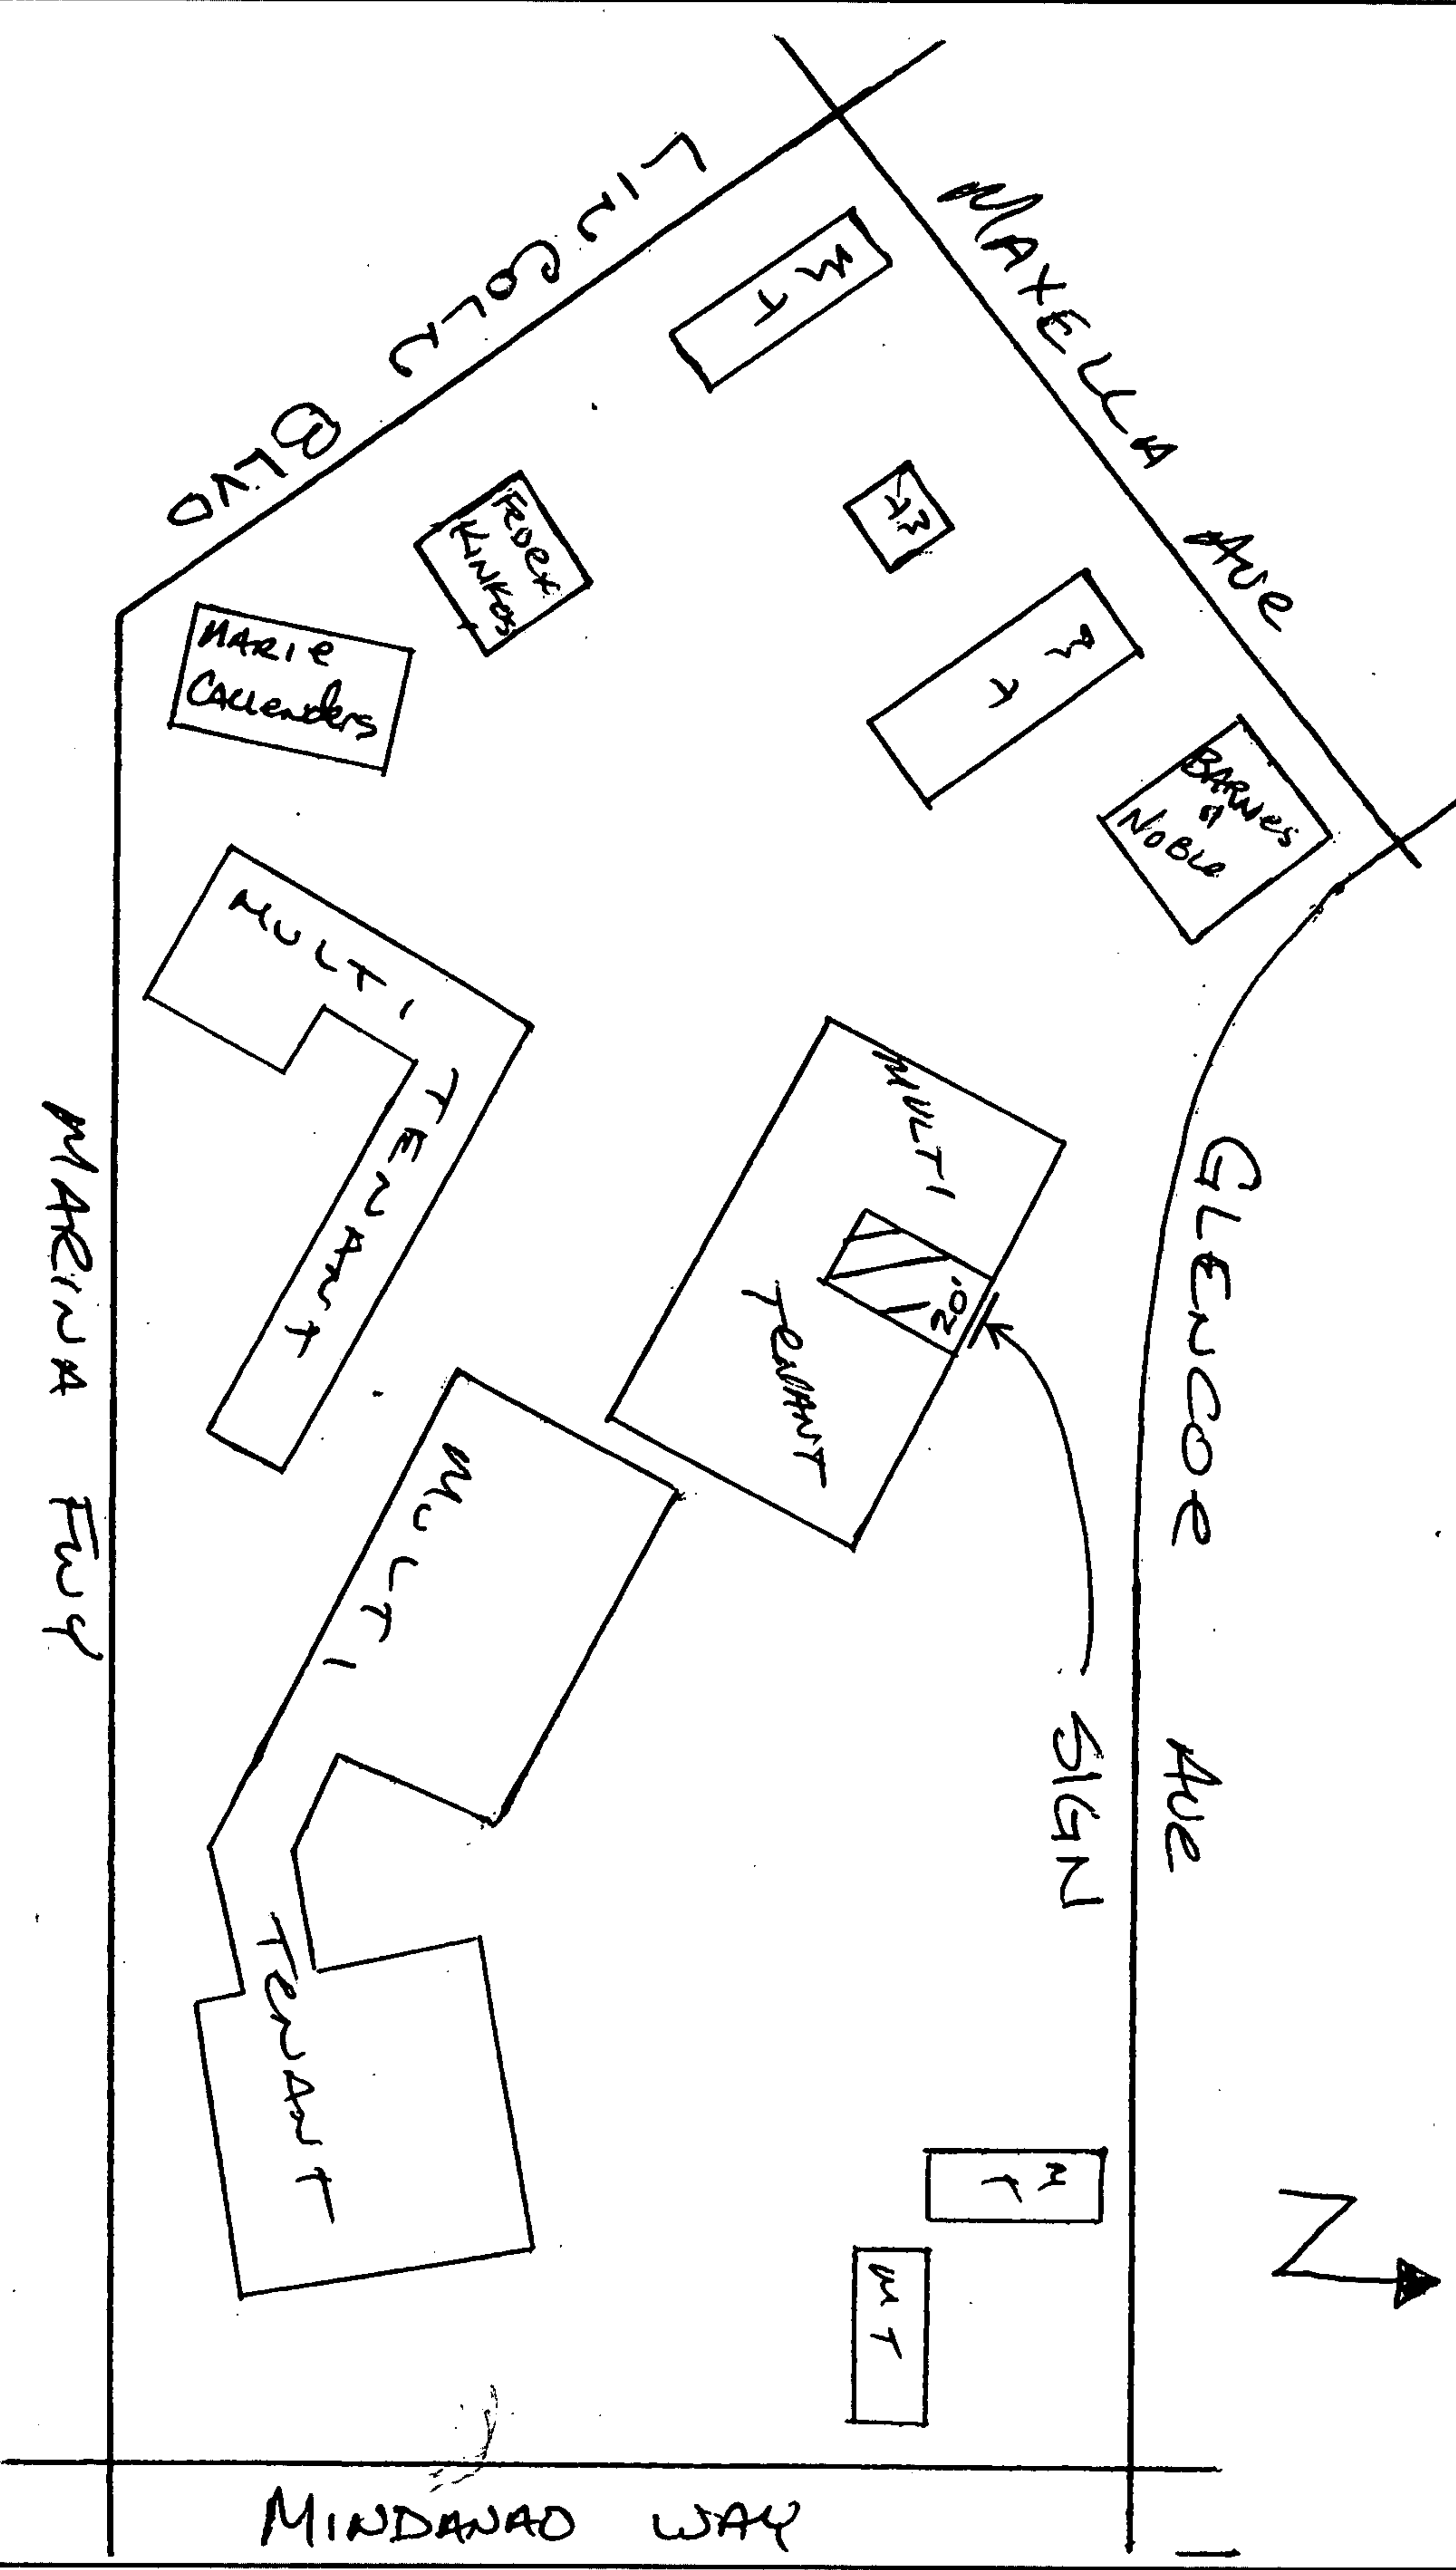 MAXELLA AVE
LINCOLN BLVD
MT
MT
FEDEX
KINKOS
MT
MARIE
CALLENDERS
BARNES
&
NOBLE
MULTI TENANT
MULTI
TENANT
20'
GLENCOE AVE
SIGN
MULTI TENANT
MARINA FWY
MT
MT
N
MINDANAO WAY